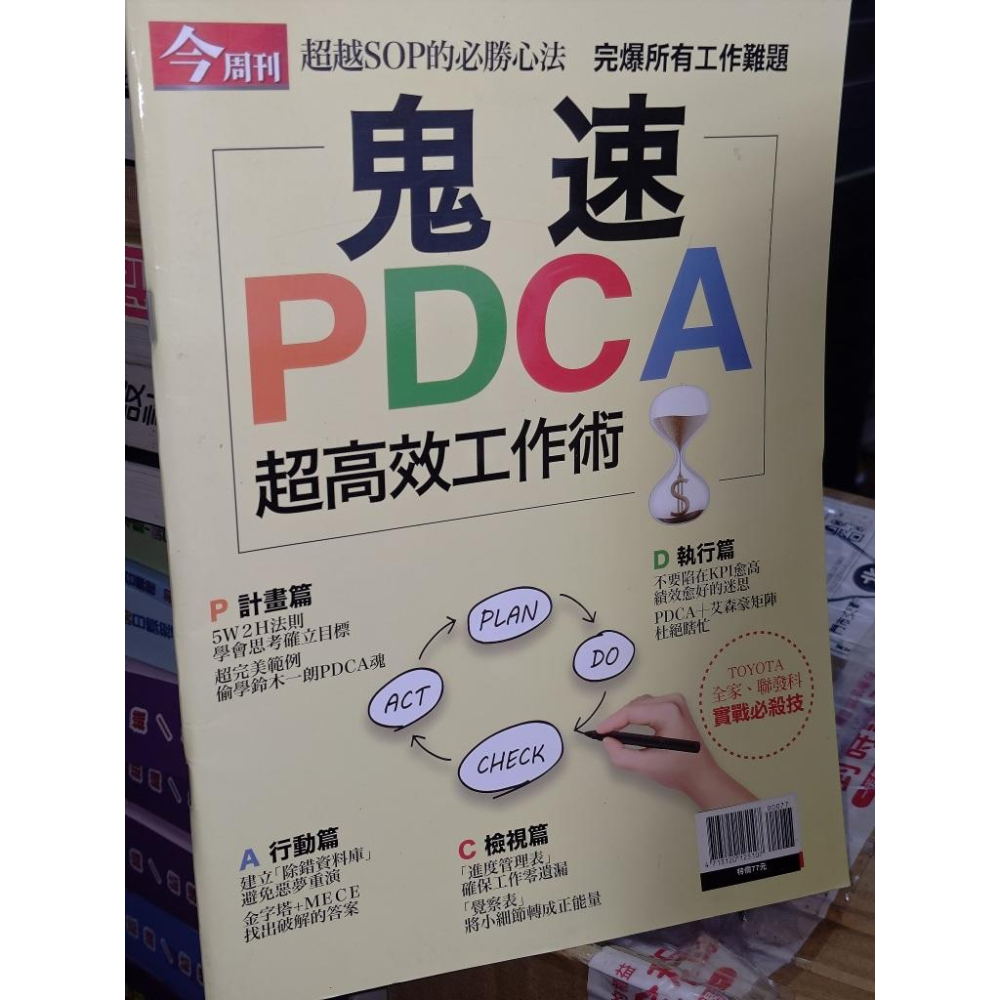 今周刊
超越SOP的必勝心法 完爆所有工作難題
鬼速
PDCA
超高效工作術
P 計畫篇
5W2H法則
學會思考確立目標
超完美範例
偷學鈴木一朗PDCA魂
D 執行篇
不要陷在KPI愈高
績效愈好的迷思
PDCA+艾森豪矩陣
杜絕瞎忙
PLAN
DO
CHECK
ACT
TOYOTA
全家、聯發科
實戰必殺技
A 行動篇
建立「除錯資料庫」
避免惡夢重演
金字塔+MECE
找出破解的答案
C 檢視篇
「進度管理表」
確保工作零遺漏
「覺察表」
將小細節轉成正能量
00077
特價77元